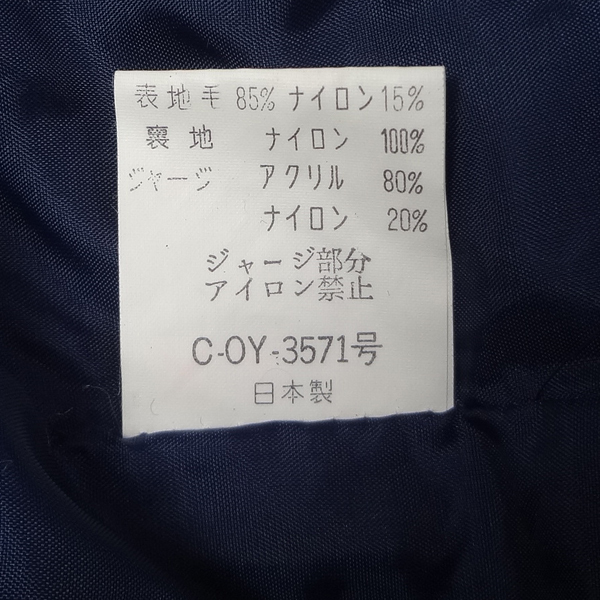 表地毛 85% ナイロン15%
裏地 ナイロン 100%
ジャージ アクリル 80%
ナイロン 20%
ジャージ部分
アイロン禁止
C-OY-3571号
日本製